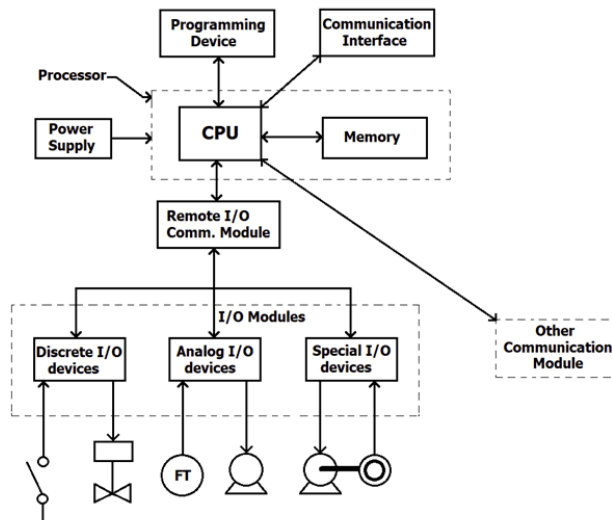 Programming
Device
Communication
Interface
Processor
Power
Supply
CPU
Memory
Remote I/O
Comm. Module
I/O Modules
Discrete I/O
devices
Analog I/O
devices
Special I/O
devices
Other
Communication
Module
FT